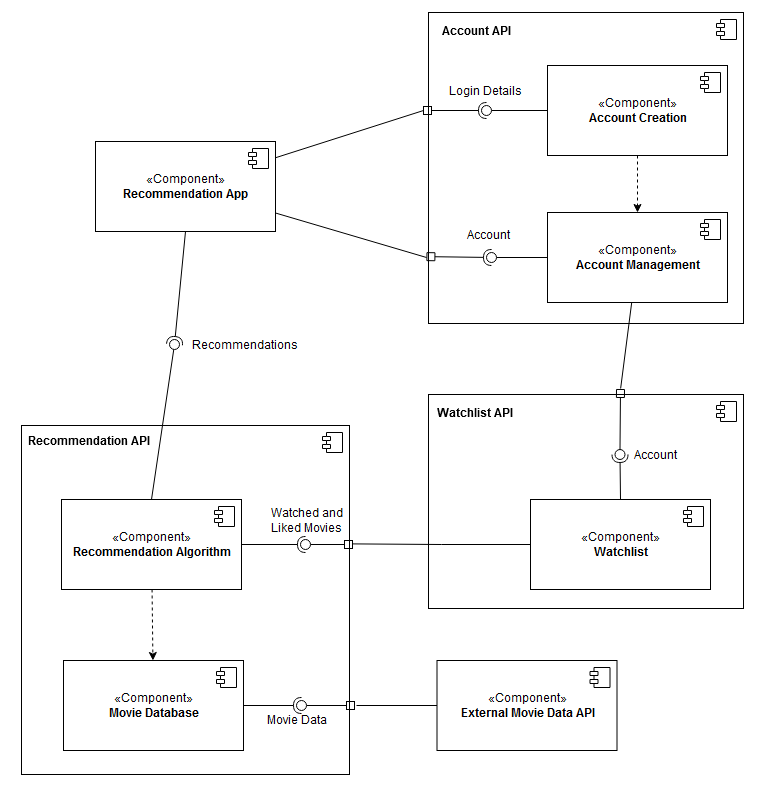 Account API
Login Details
«Component»
Account Creation
«Component»
Recommendation App
Account
«Component»
Account Management
Recommendations
Watchlist API
Recommendation API
Account
Watched and
Liked Movies
«Component»
Recommendation Algorithm
«Component»
Watchlist
«Component»
Movie Database
Movie Data
«Component»
External Movie Data API